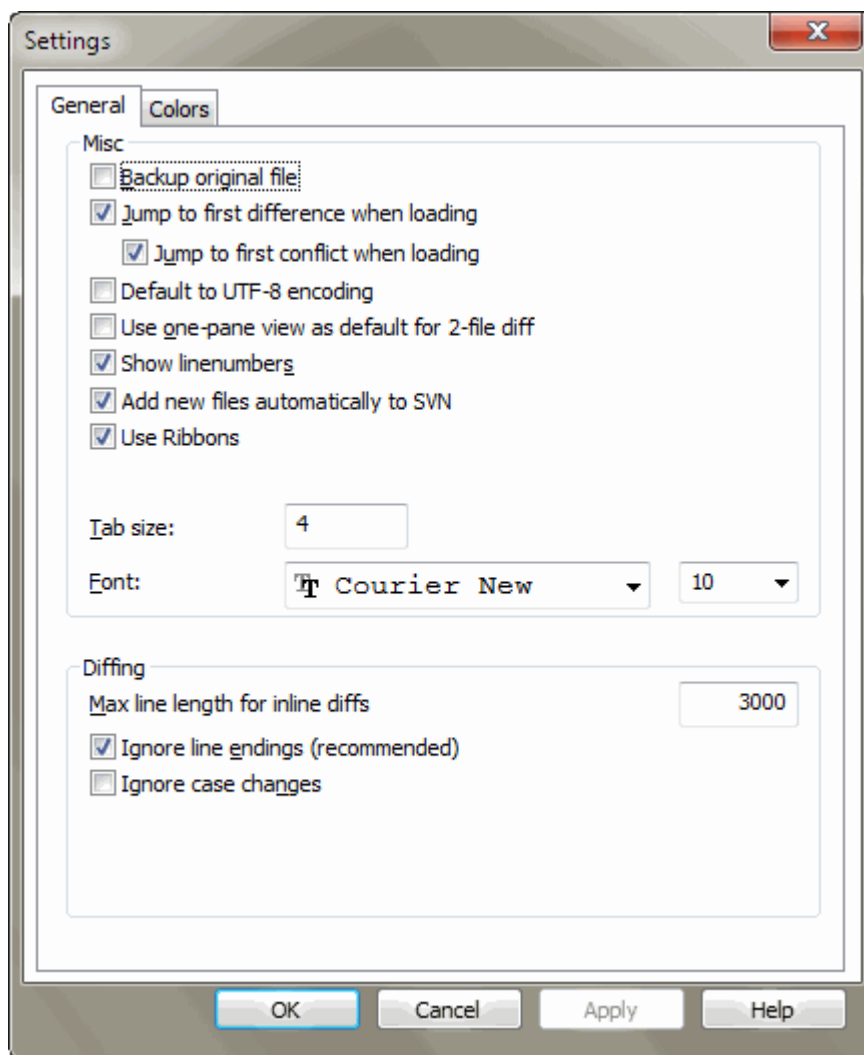 Settings
General Colors
Misc
Backup original file
Jump to first difference when loading
Jump to first conflict when loading
Default to UTF-8 encoding
Use one-pane view as default for 2-file diff
Show linenumbers
Add new files automatically to SVN
Use Ribbons
Tab size: 4
Font: Courier New 10
Diffing
Max line length for inline diffs 3000
Ignore line endings (recommended)
Ignore case changes
OK Cancel Apply Help